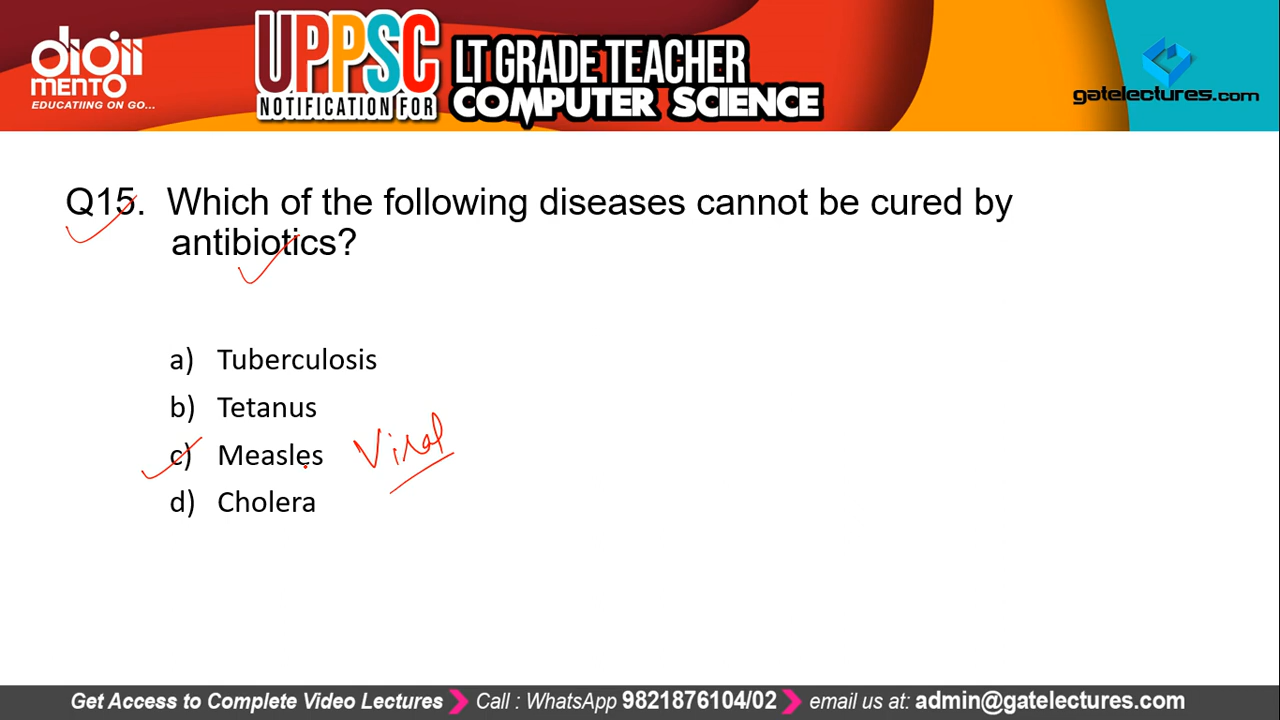 digii
MENTO
EDUCATIING ON GO...
UPPSC
NOTIFICATION FOR
LT GRADE TEACHER
COMPUTER SCIENCE
gatelectures.com
Q15. Which of the following diseases cannot be cured by
antibiotics?
a) Tuberculosis
b) Tetanus
c) Measles Viral
d) Cholera
Get Access to Complete Video Lectures Call : WhatsApp 9821876104/02 email us at: admin@gatelectures.com